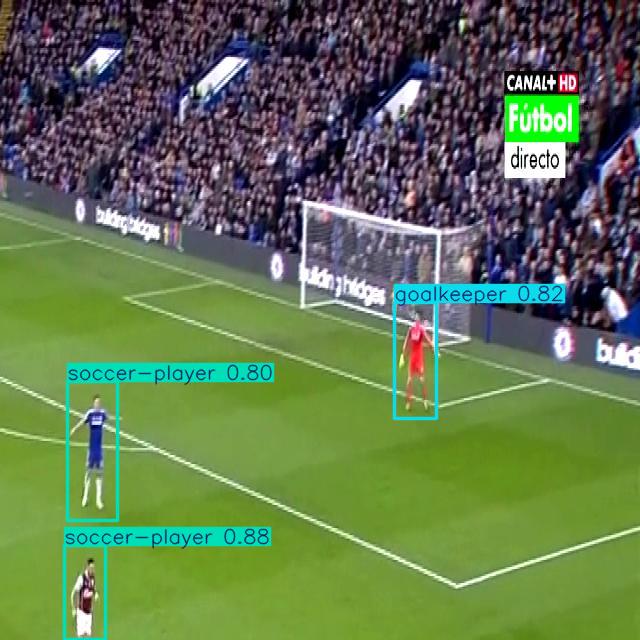 CANAL+ HD
Fútbol
directo
building bridges
building bridges
buildi
goalkeeper 0.82
soccer-player 0.80
soccer-player 0.88